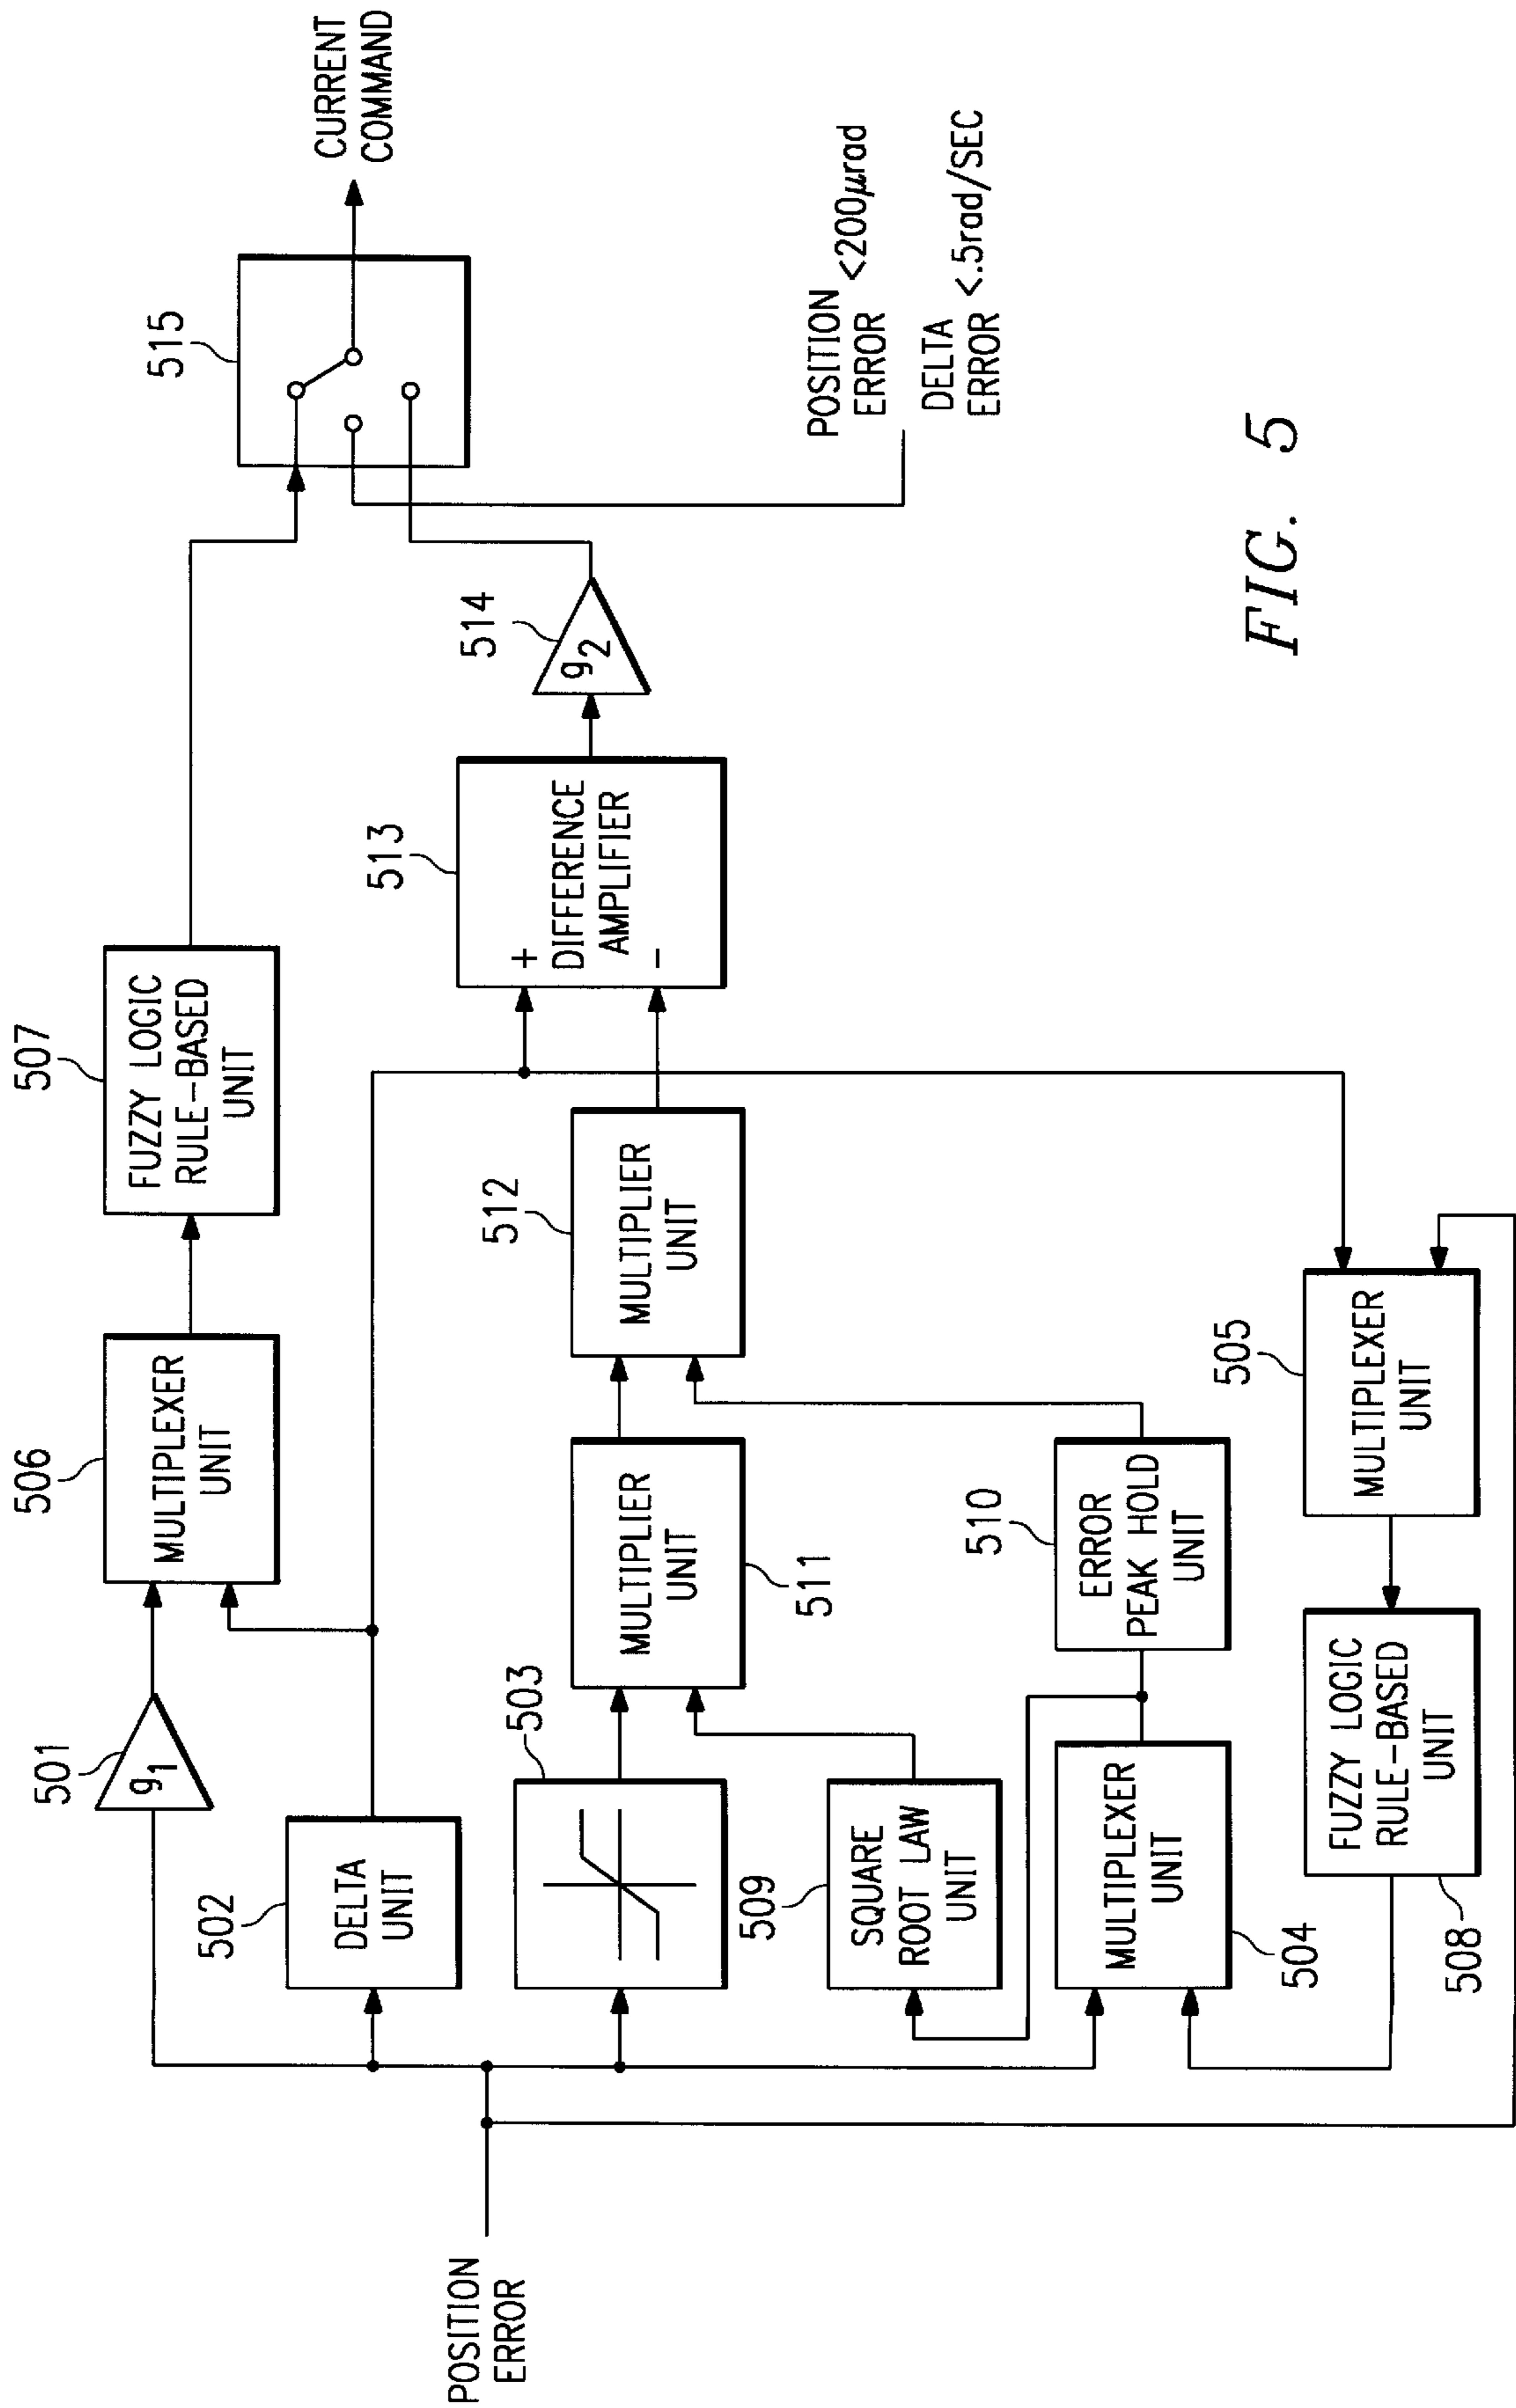 POSITION
ERROR
501
g1
502
DELTA
UNIT
503
509
SQUARE
ROOT LAW
UNIT
MULTIPLEXER
UNIT
504
FUZZY LOGIC
RULE-BASED
UNIT
508
506
MULTIPLEXER
UNIT
MULTIPLIER
UNIT
511
510
ERROR
PEAK HOLD
UNIT
505
MULTIPLEXER
UNIT
512
MULTIPLIER
UNIT
507
FUZZY LOGIC
RULE-BASED
UNIT
513
+
DIFFERENCE
AMPLIFIER
-
514
g2
515
CURRENT
COMMAND
POSITION
ERROR <200μrad
DELTA
ERROR <.5rad/SEC
FIG. 5